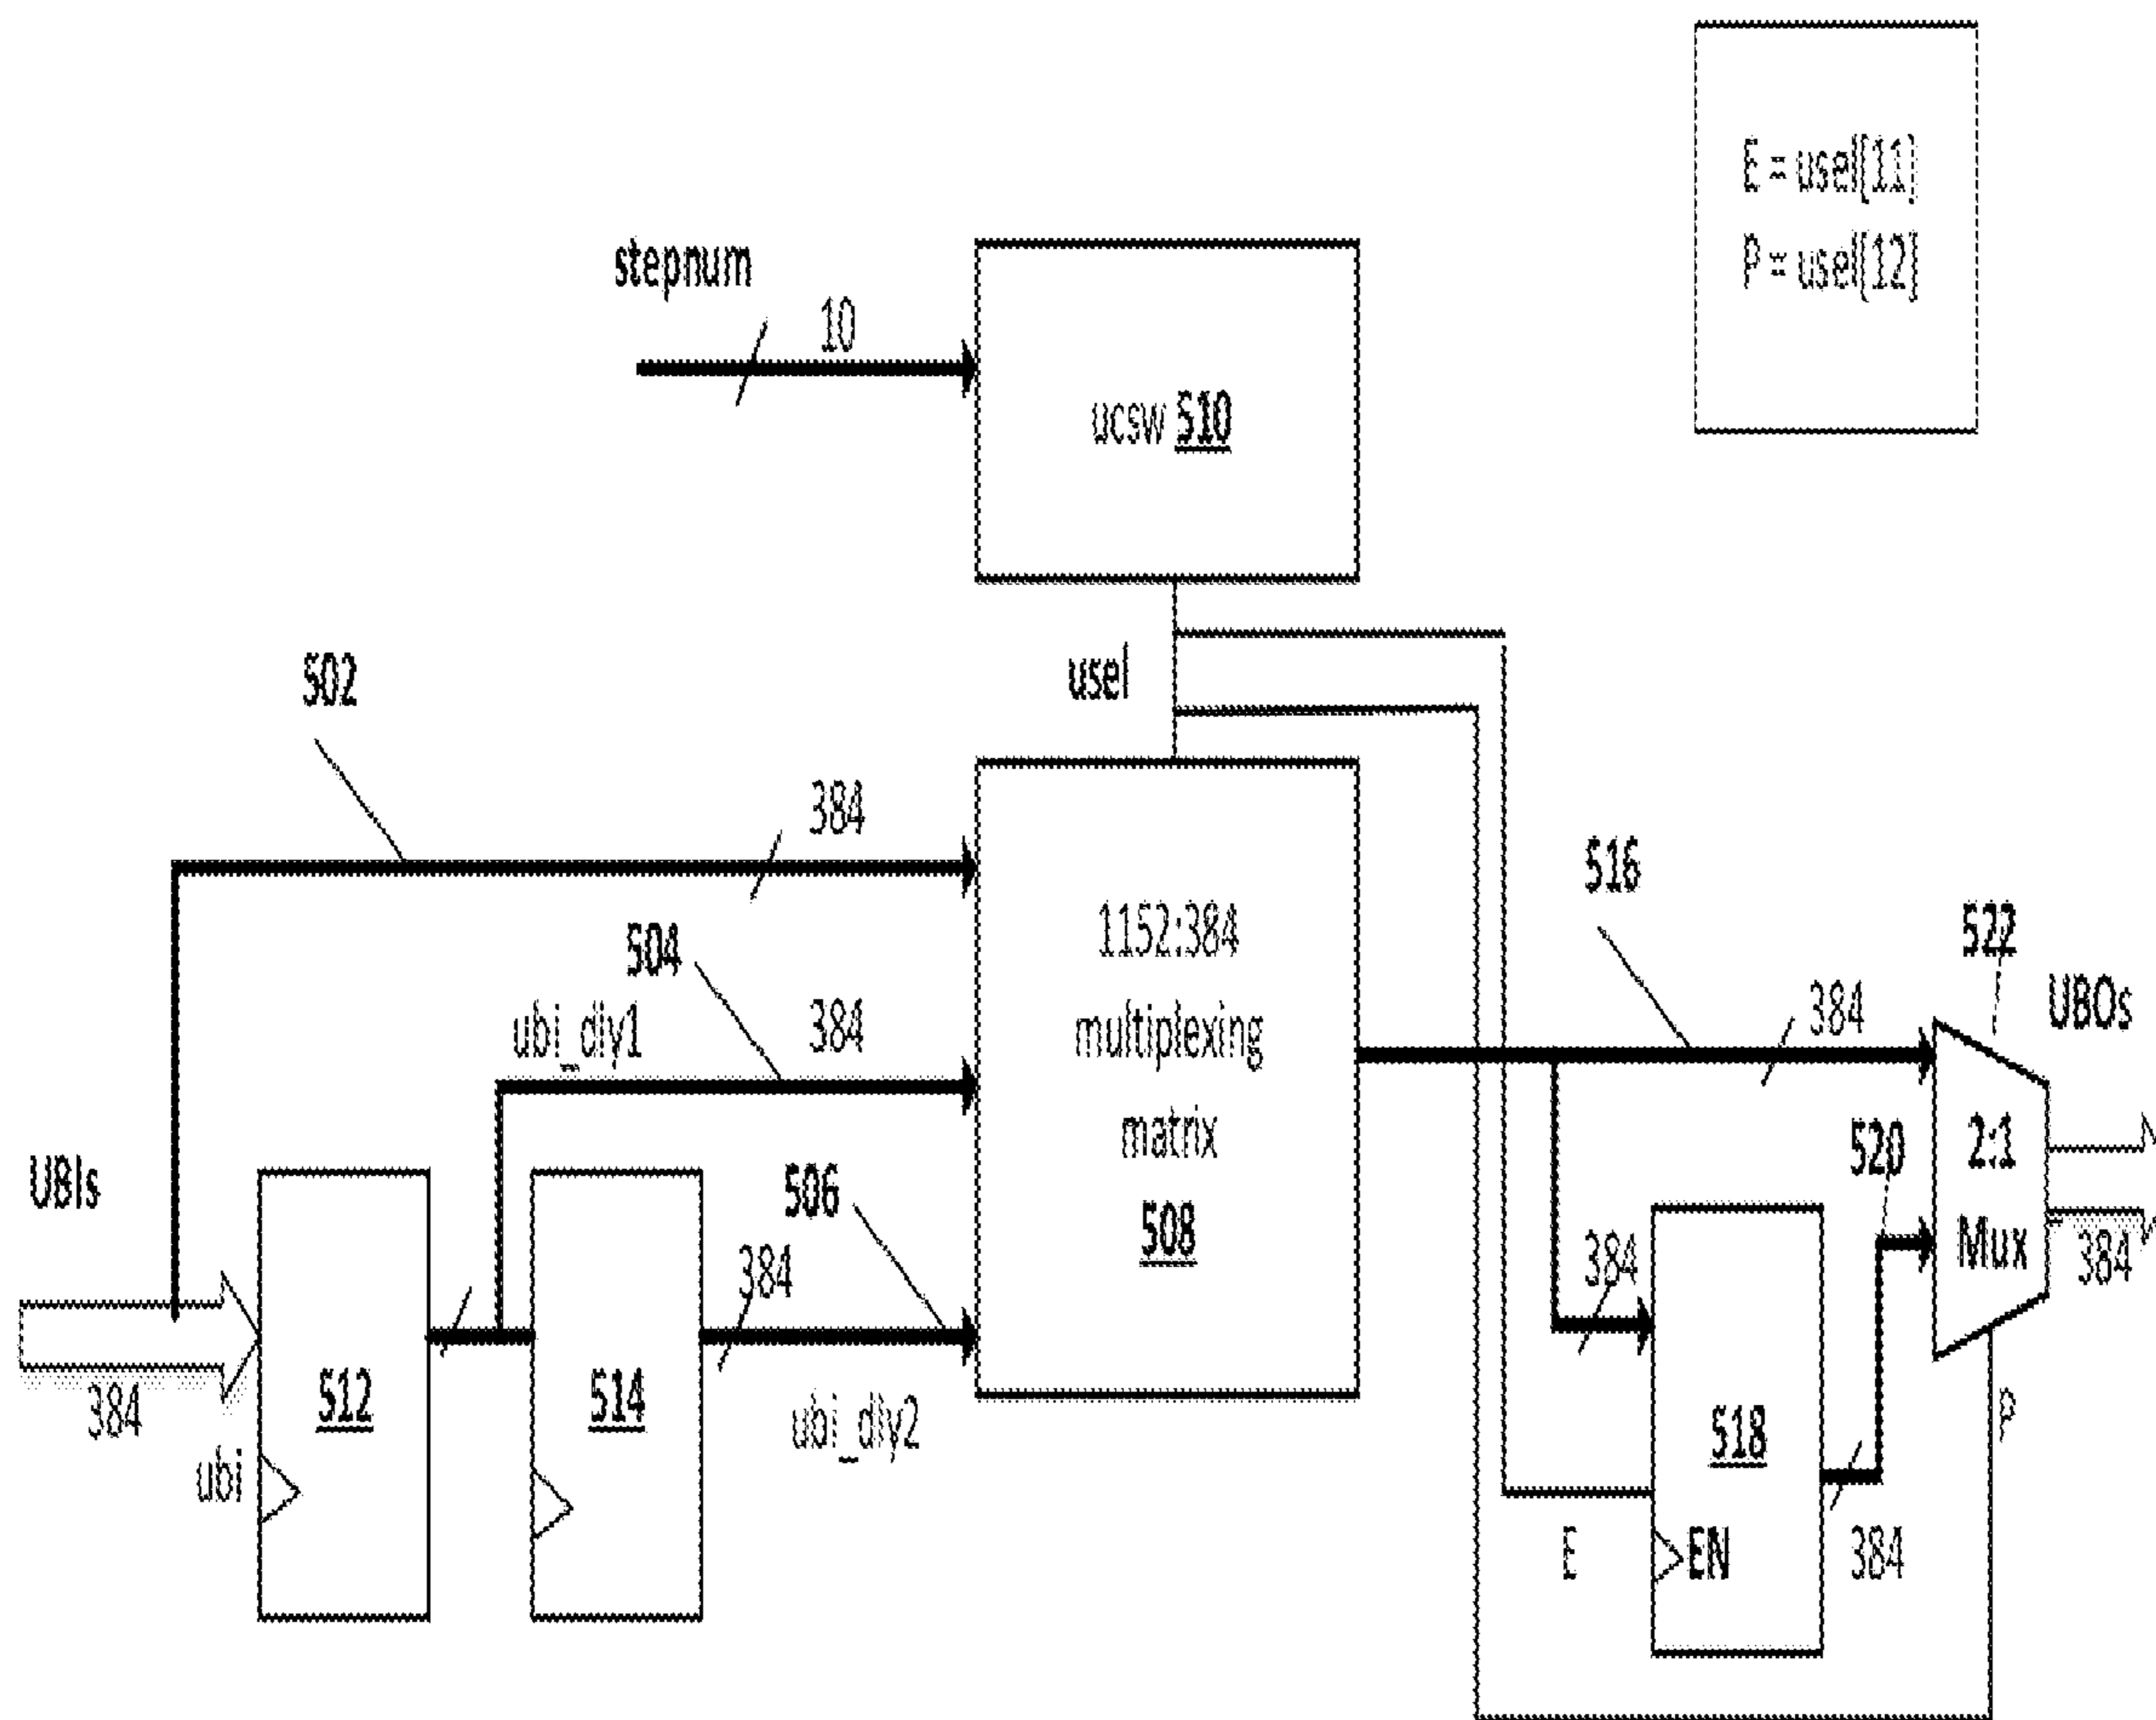 E = usel[11]
P = usel[12]
stepnum
10
ucsw 510
usel
502
384
516
522
UBOs
504
1152:384
multiplexing
matrix
508
ubi_dly1
384
384
2:1
Mux
520
UBIs
506
384
384
384
384
512
514
518
ubi
ubi_dly2
P
E
EN
384